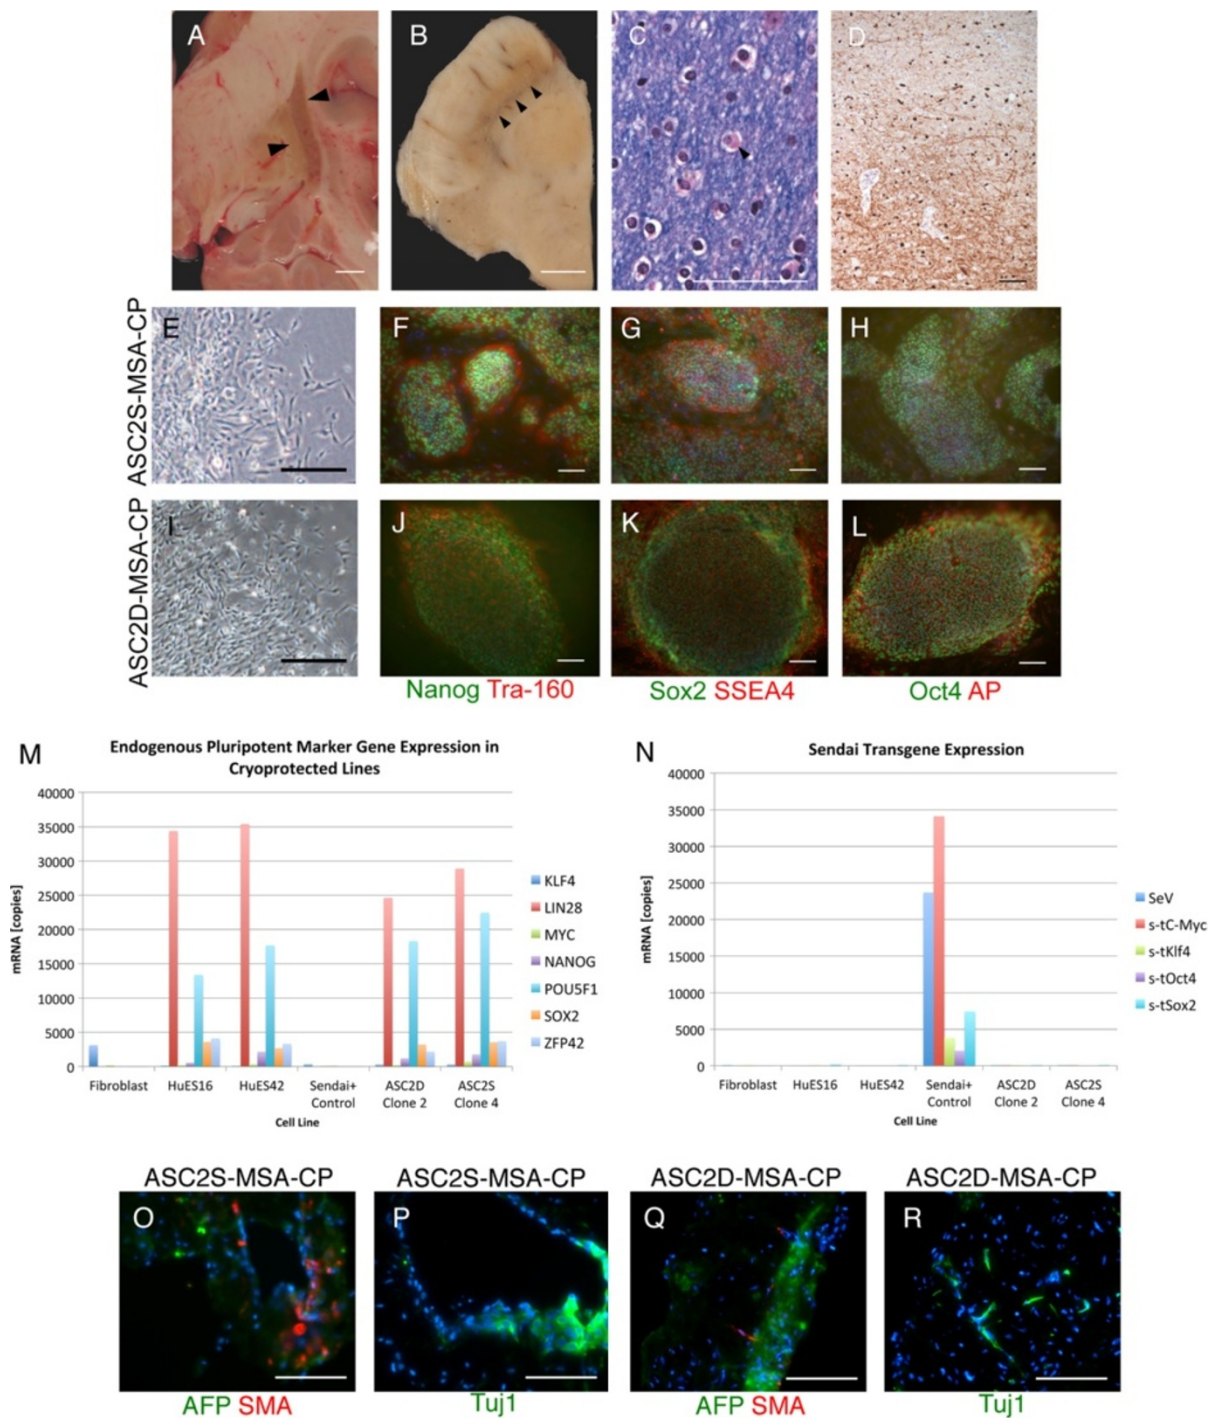 A
B
C
D
ASC2S-MSA-CP
E
F
G
H
ASC2D-MSA-CP
I
J
K
L
Nanog Tra-160
Sox2 SSEA4
Oct4 AP
M
Endogenous Pluripotent Marker Gene Expression in
Cryoprotected Lines
mRNA [copies]
40000
35000
30000
25000
20000
15000
10000
5000
0
Fibroblast
HuES16
HuES42
Sendai+
Control
ASC2D
Clone 2
ASC2S
Clone 4
Cell Line
KLF4
LIN28
MYC
NANOG
POU5F1
SOX2
ZFP42
N
Sendai Transgene Expression
mRNA [copies]
40000
35000
30000
25000
20000
15000
10000
5000
0
Fibroblast
HuES16
HuES42
Sendai+
Control
ASC2D
Clone 2
ASC2S
Clone 4
Cell Line
SeV
s-tC-Myc
s-tKlf4
s-tOct4
s-tSox2
ASC2S-MSA-CP
O
AFP SMA
ASC2S-MSA-CP
P
Tuj1
ASC2D-MSA-CP
Q
AFP SMA
ASC2D-MSA-CP
R
Tuj1